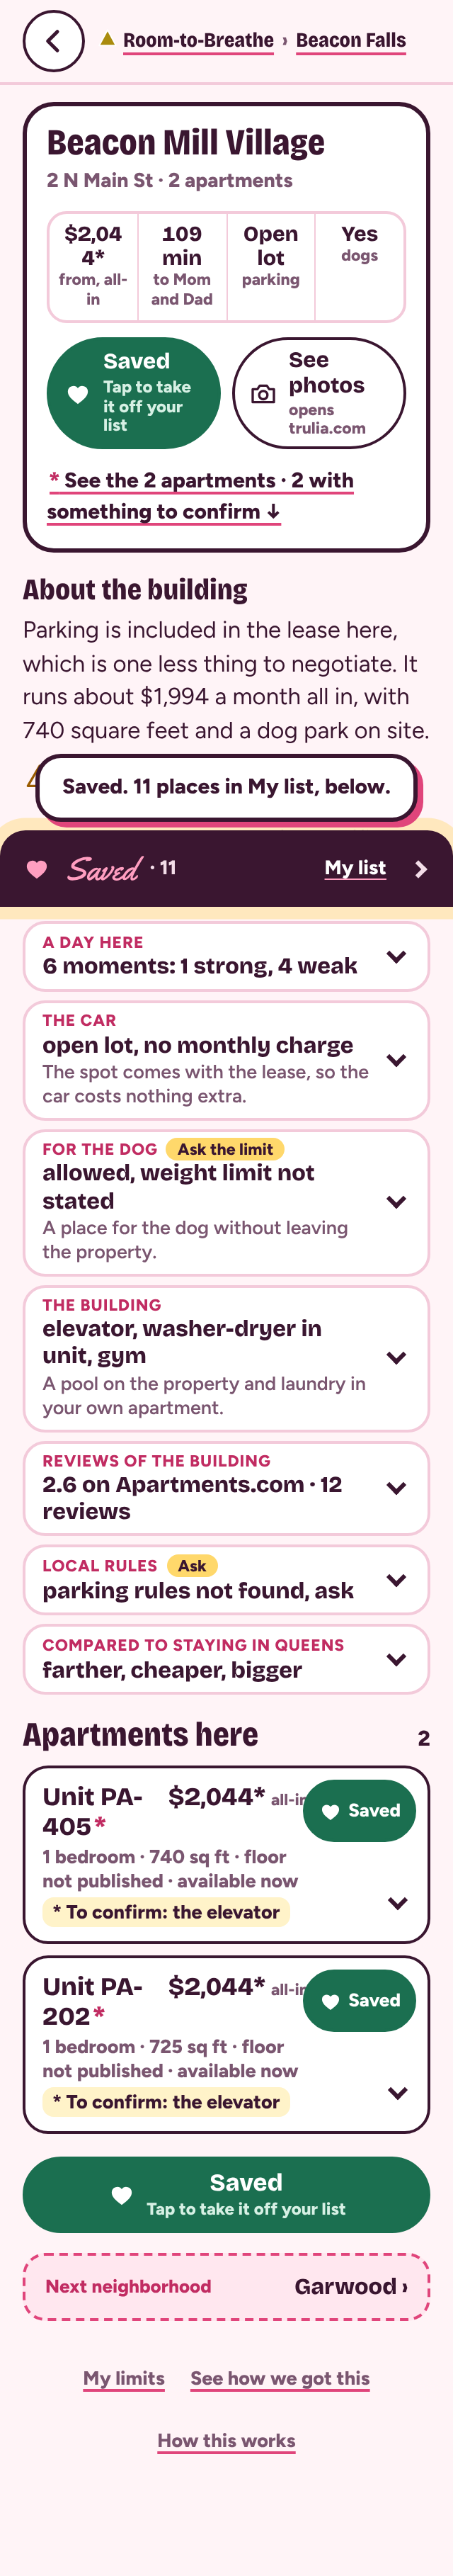 Room-to-Breathe › Beacon Falls
Beacon Mill Village
2 N Main St · 2 apartments
$2,04
4*
from, all-
in
109
min
to Mom
and Dad
Open
lot
parking
Yes
dogs
Saved
Tap to take
it off your
list
See
photos
opens
trulia.com
* See the 2 apartments · 2 with
something to confirm ↓
About the building
Parking is included in the lease here,
which is one less thing to negotiate. It
runs about $1,994 a month all in, with
740 square feet and a dog park on site.
Saved. 11 places in My list, below.
Saved · 11
My list
A DAY HERE
6 moments: 1 strong, 4 weak
THE CAR
open lot, no monthly charge
The spot comes with the lease, so the
car costs nothing extra.
FOR THE DOG Ask the limit
allowed, weight limit not
stated
A place for the dog without leaving
the property.
THE BUILDING
elevator, washer-dryer in
unit, gym
A pool on the property and laundry in
your own apartment.
REVIEWS OF THE BUILDING
2.6 on Apartments.com · 12
reviews
LOCAL RULES Ask
parking rules not found, ask
COMPARED TO STAYING IN QUEENS
farther, cheaper, bigger
Apartments here 2
Unit PA-
405*
$2,044* all-in
Saved
1 bedroom · 740 sq ft · floor
not published · available now
* To confirm: the elevator
Unit PA-
202*
$2,044* all-in
Saved
1 bedroom · 725 sq ft · floor
not published · available now
* To confirm: the elevator
Saved
Tap to take it off your list
Next neighborhood Garwood ›
My limits See how we got this
How this works